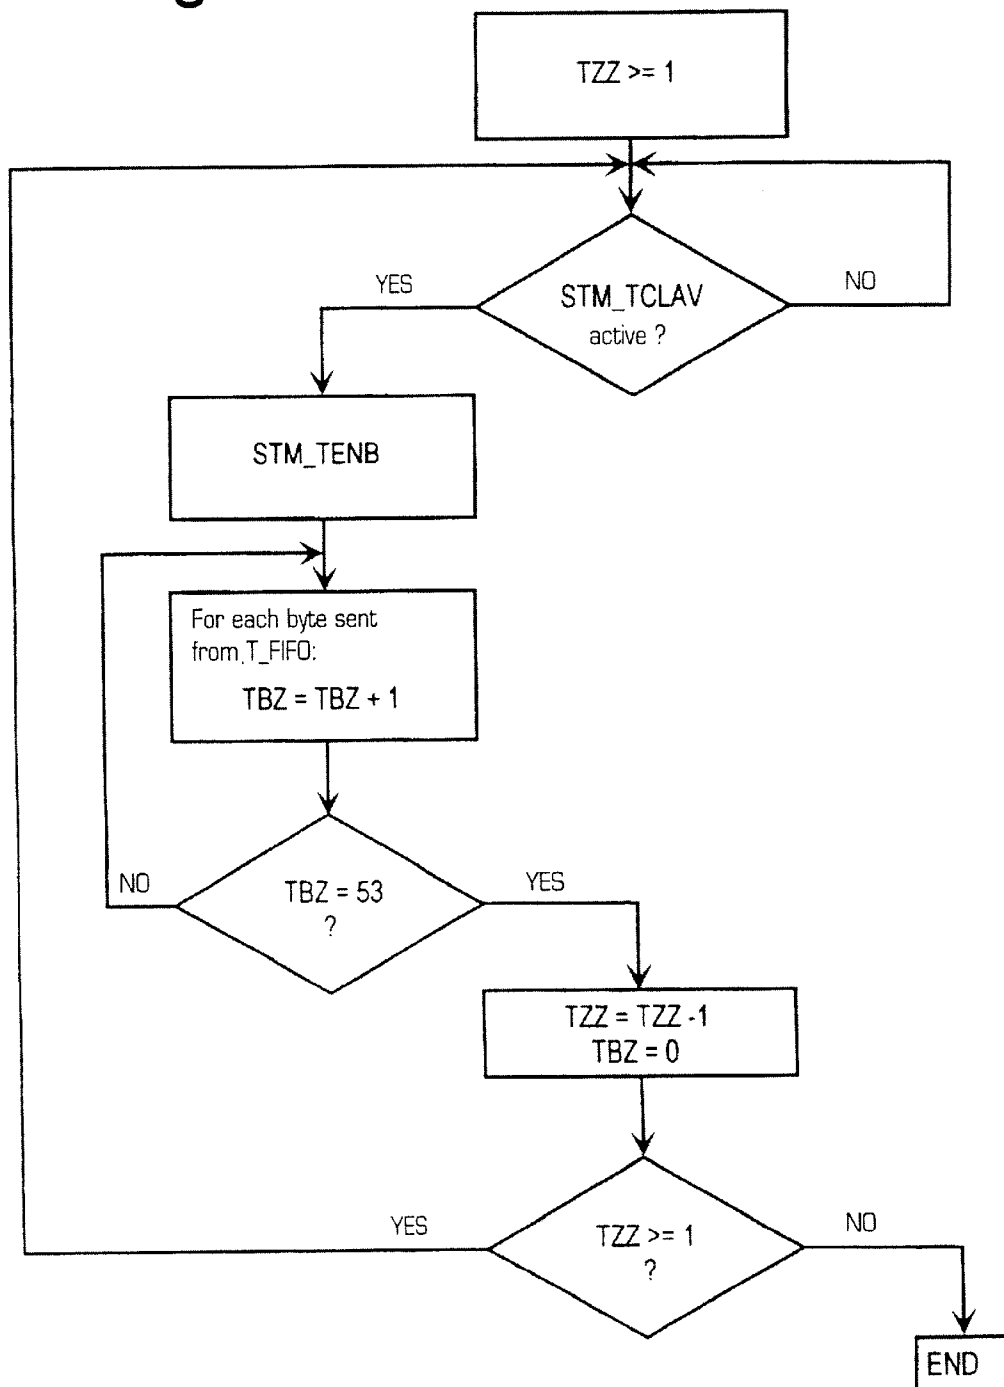 TZZ >= 1
STM_TCLAV
active ?
YES
NO
STM_TENB
For each byte sent
from T_FIFO:
TBZ = TBZ + 1
TBZ = 53
?
NO
YES
TZZ = TZZ -1
TBZ = 0
TZZ >= 1
?
YES
NO
END